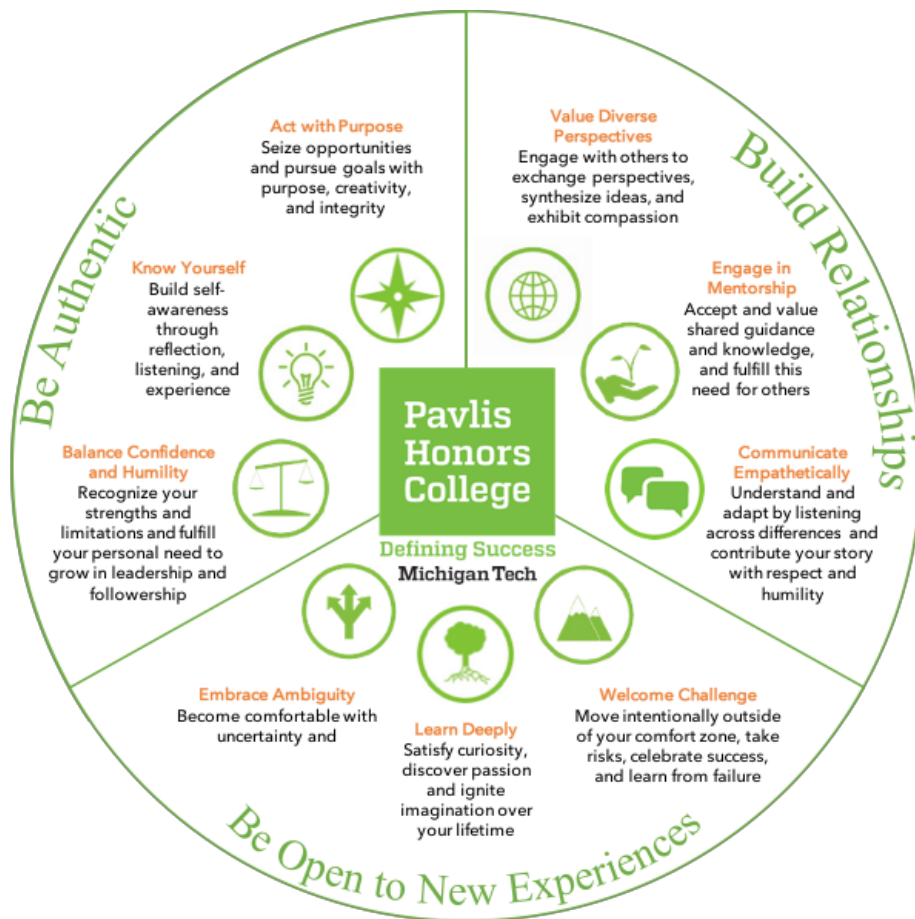 Be Authentic
Act with Purpose
Seize opportunities
and pursue goals with
purpose, creativity,
and integrity
Know Yourself
Build self-
awareness
through
reflection,
listening, and
experience
Balance Confidence
and Humility
Recognize your
strengths and
limitations and fulfill
your personal need to
grow in leadership and
followership
Build Relationships
Value Diverse
Perspectives
Engage with others to
exchange perspectives,
synthesize ideas, and
exhibit compassion
Engage in
Mentorship
Accept and value
shared guidance
and knowledge,
and fulfill this
need for others
Communicate
Empathetically
Understand and
adapt by listening
across differences and
contribute your story
with respect and
humility
Pavlis
Honors
College
Defining Success
Michigan Tech
Embrace Ambiguity
Become comfortable with
uncertainty and
Learn Deeply
Satisfy curiosity,
discover passion
and ignite
imagination over
your lifetime
Welcome Challenge
Move intentionally outside
of your comfort zone, take
risks, celebrate success,
and learn from failure
Be Open to New Experiences